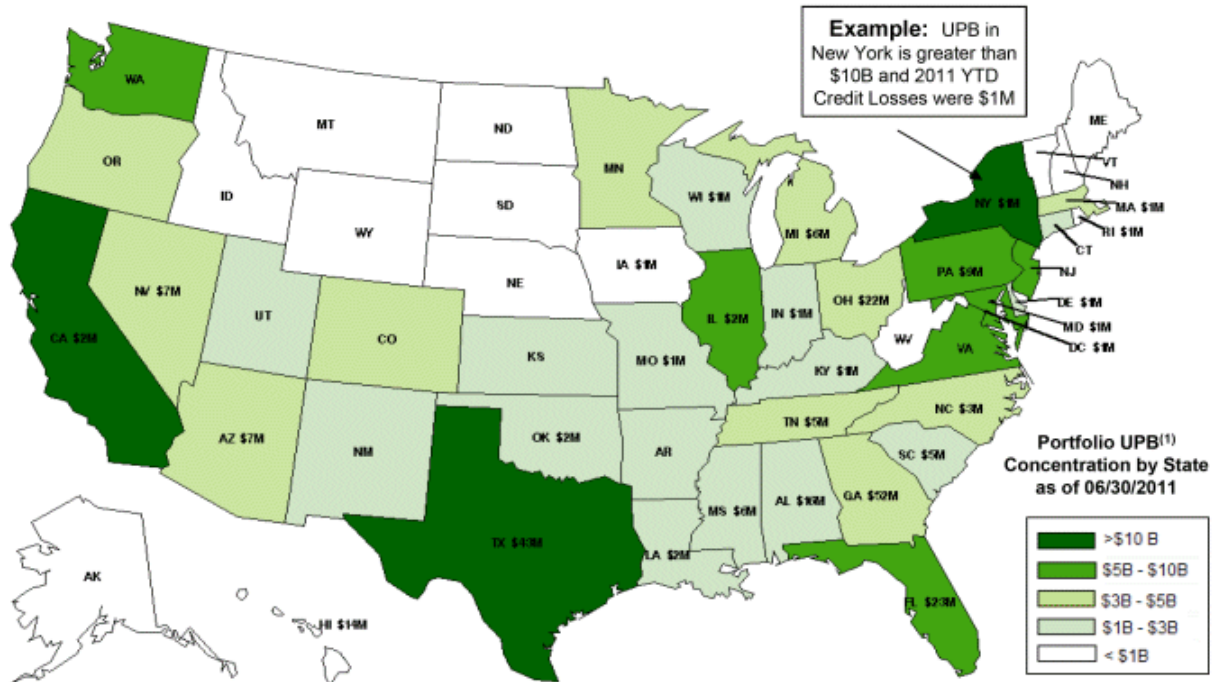 Example: UPB in
New York is greater than
$10B and 2011 YTD
Credit Losses were $1M
WA
MT
ND
MN
ME
OR
ID
SD
WI $1M
VT
NH
NY $1M
MA $1M
WY
MI $6M
RI $1M
CT
IA $1M
PA $9M
NJ
NV $7M
NE
OH $22M
DE $1M
UT
IL $2M
IN $1M
MD $1M
CA $2M
CO
WV
VA
DC $1M
KS
MO $1M
KY $1M
NC $3M
TN $5M
AZ $7M
NM
OK $2M
AR
SC $5M
MS $6M
AL $16M
GA $52M
TX $43M
LA $2M
AK
HI $14M
FL $23M
Portfolio UPB(1)
Concentration by State
as of 06/30/2011
>$10 B
$5B - $10B
$3B - $5B
$1B - $3B
< $1B